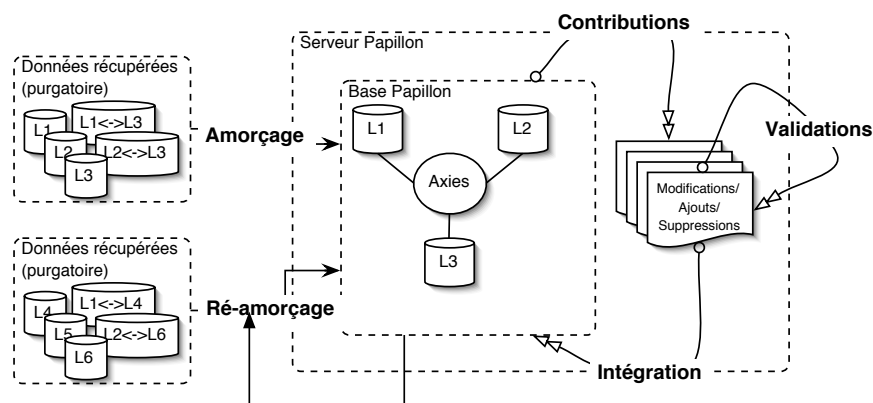 Contributions
Serveur Papillon
Données récupérées
(purgatoire)
L1
L1<->L3
L2
L2<->L3
L3
Amorçage
Base Papillon
L1
L2
Axies
L3
Validations
Modifications/
Ajouts/
Suppressions
Données récupérées
(purgatoire)
L4
L1<->L4
L5
L2<->L6
L6
Ré-amorçage
Intégration